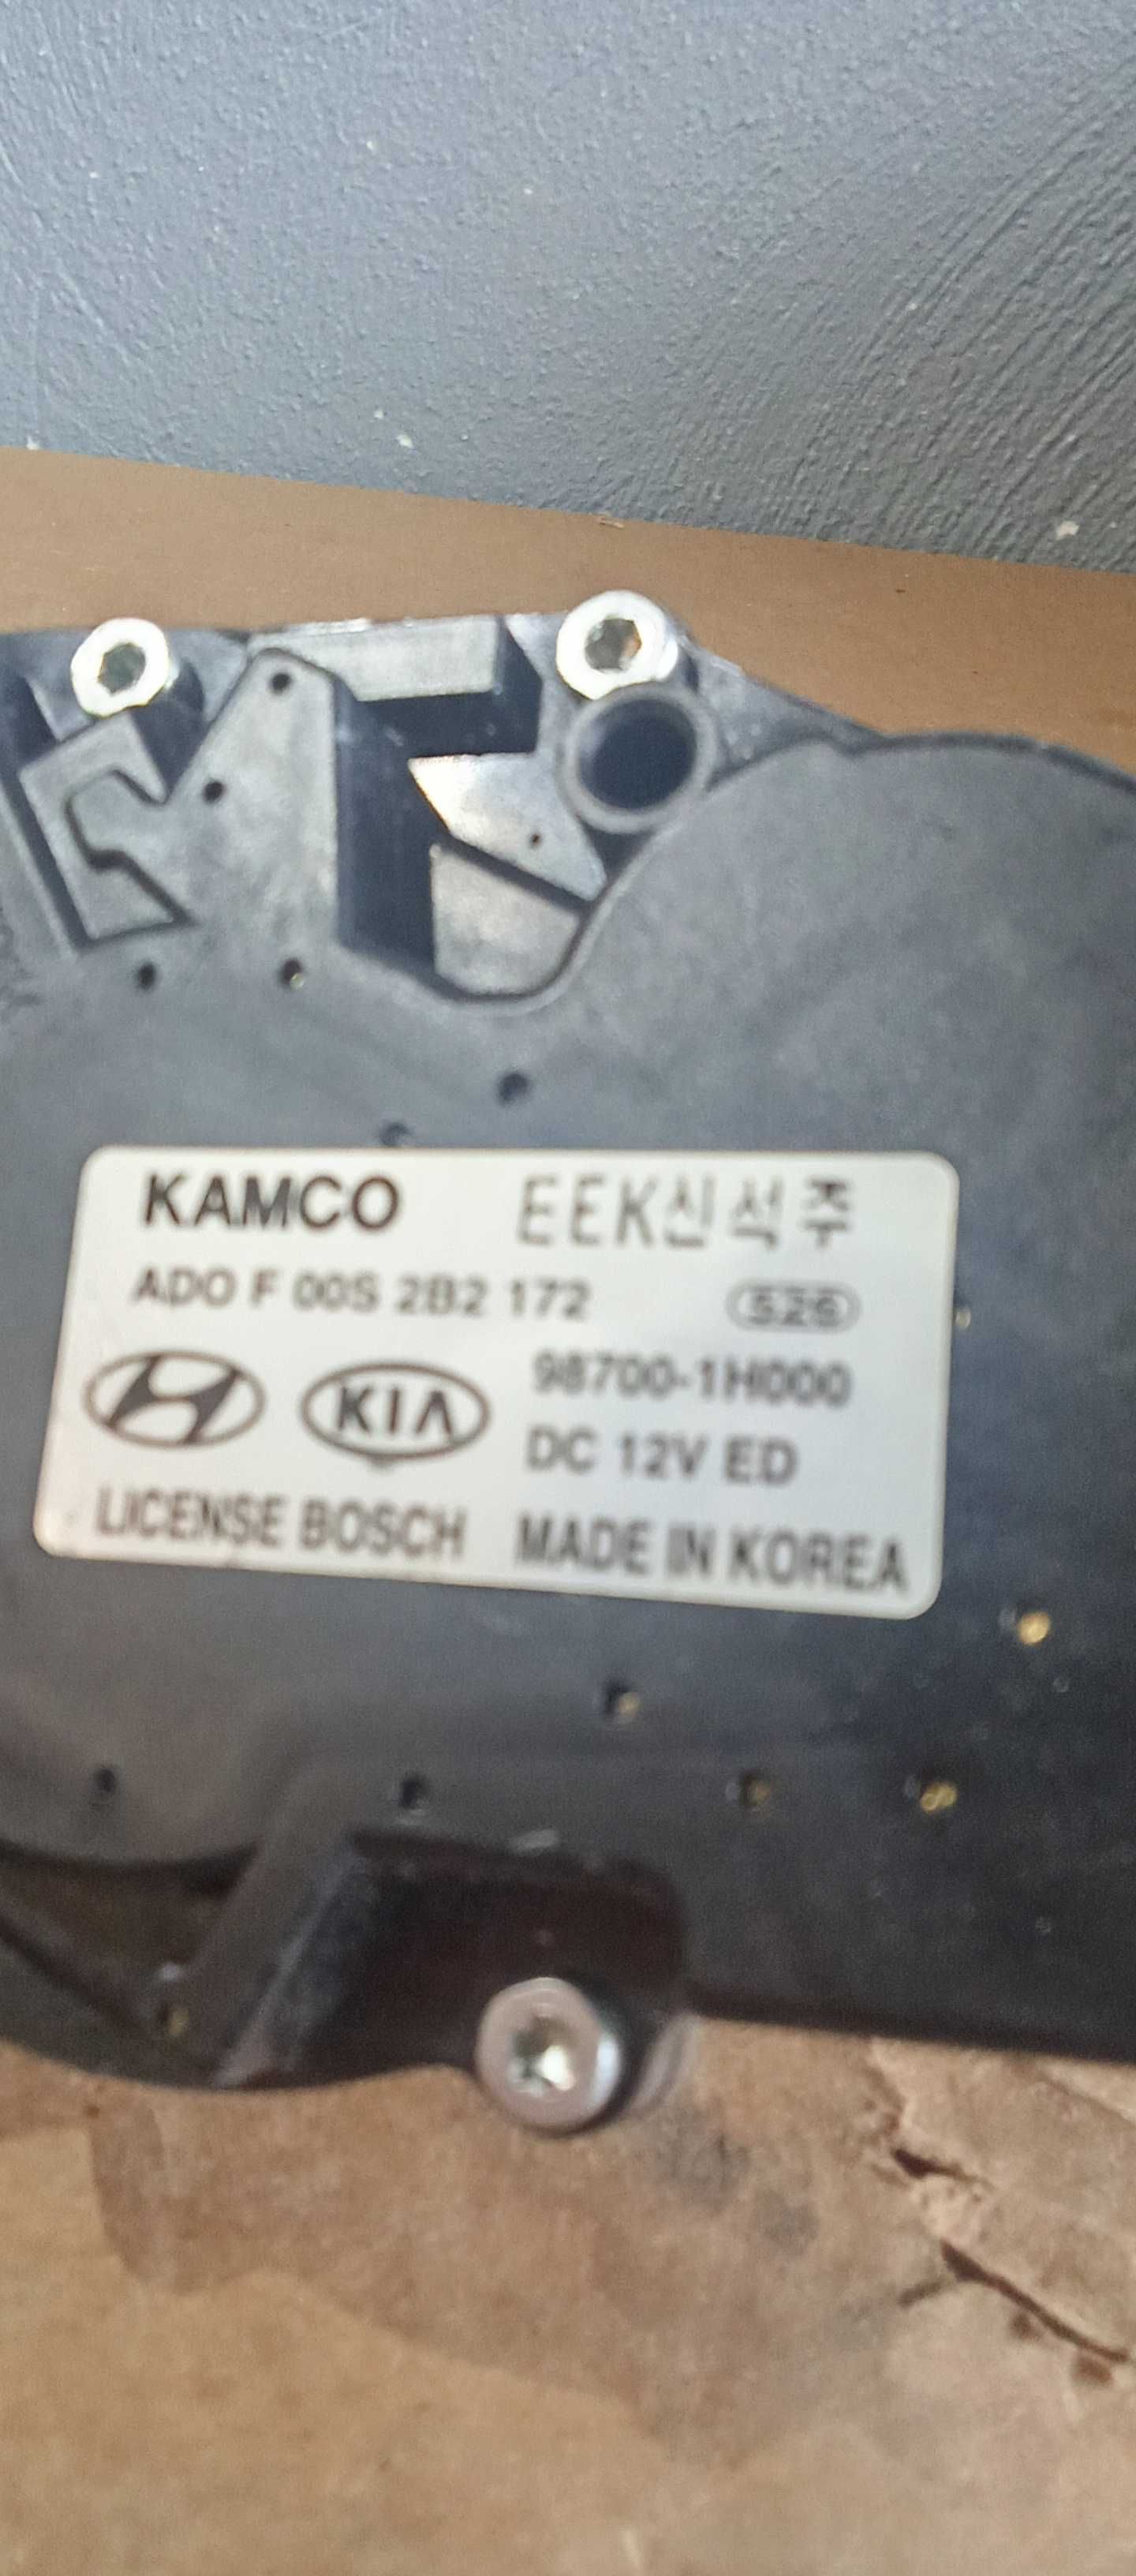 KAMCO EEK신석주
ADO F 00S 2B2 172 S26
98700-1H000
KIA DC 12V ED
LICENSE BOSCH MADE IN KOREA